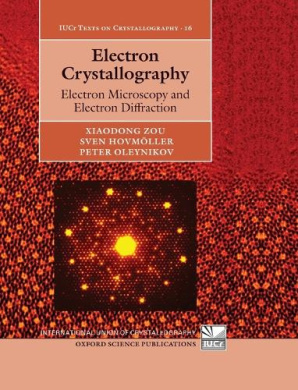 IUCr TEXTS ON CRYSTALLOGRAPHY · 16
Electron
Crystallography
Electron Microscopy and
Electron Diffraction
XIAODONG ZOU
SVEN HOVMÖLLER
PETER OLEYNIKOV
INTERNATIONAL UNION OF CRYSTALLOGRAPHY
IUCr
OXFORD SCIENCE PUBLICATIONS